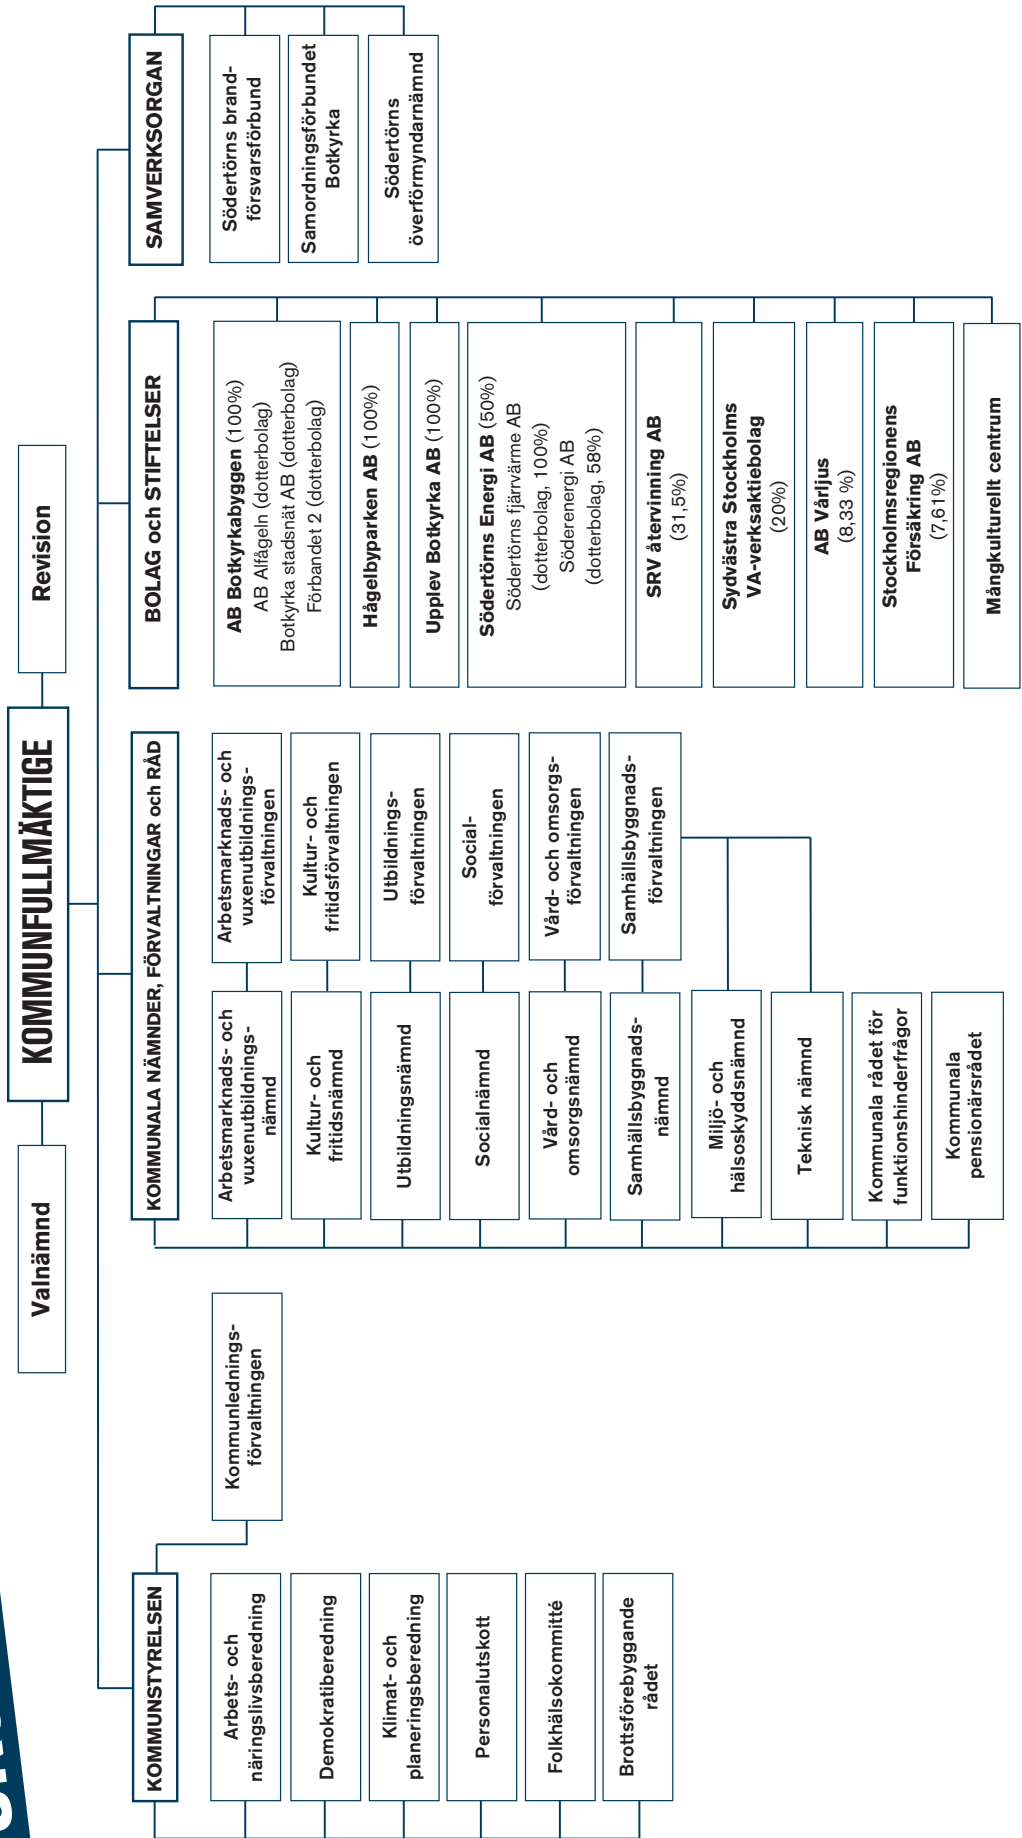 KOMMUNFULLMÄKTIGE
Valnämnd
Revision
KOMMUNSTYRELSEN
Kommunlednings-
förvaltningen
Arbets- och
näringslivsberedning
Demokratiberedning
Klimat- och
planeringsberedning
Personalutskott
Folkhälsokommitté
Brottsförebyggande
rådet
KOMMUNALA NÄMNDER, FÖRVALTNINGAR och RÅD
Arbetsmarknads- och
vuxenutbildnings-
nämnd
Arbetsmarknads- och
vuxenutbildnings-
förvaltningen
Kultur- och
fritidsnämnd
Kultur- och
fritidsförvaltningen
Utbildningsnämnd
Utbildnings-
förvaltningen
Socialnämnd
Social-
förvaltningen
Vård- och
omsorgsnämnd
Vård- och omsorgs-
förvaltningen
Samhällsbyggnads-
nämnd
Samhällsbyggnads-
förvaltningen
Miljö- och
hälsoskyddsnämnd
Teknisk nämnd
Kommunala rådet för
funktionshinderfrågor
Kommunala
pensionärsrådet
BOLAG och STIFTELSER
AB Botkyrkabyggen (100%)
AB Alfågeln (dotterbolag)
Botkyrka stadsnät AB (dotterbolag)
Förbandet 2 (dotterbolag)
Hågelbyparken AB (100%)
Upplev Botkyrka AB (100%)
Södertörns Energi AB (50%)
Södertörns fjärrvärme AB
(dotterbolag, 100%)
Söderenergi AB
(dotterbolag, 58%)
SRV återvinning AB
(31,5%)
Sydvästra Stockholms
VA-verksaktiebolag
(20%)
AB Vårljus
(8,33 %)
Stockholmsregionens
Försäkring AB
(7,61%)
Mångkulturellt centrum
SAMVERKSORGAN
Södertörns brand-
försvarsförbund
Samordningsförbundet
Botkyrka
Södertörns
överförmyndarnämnd